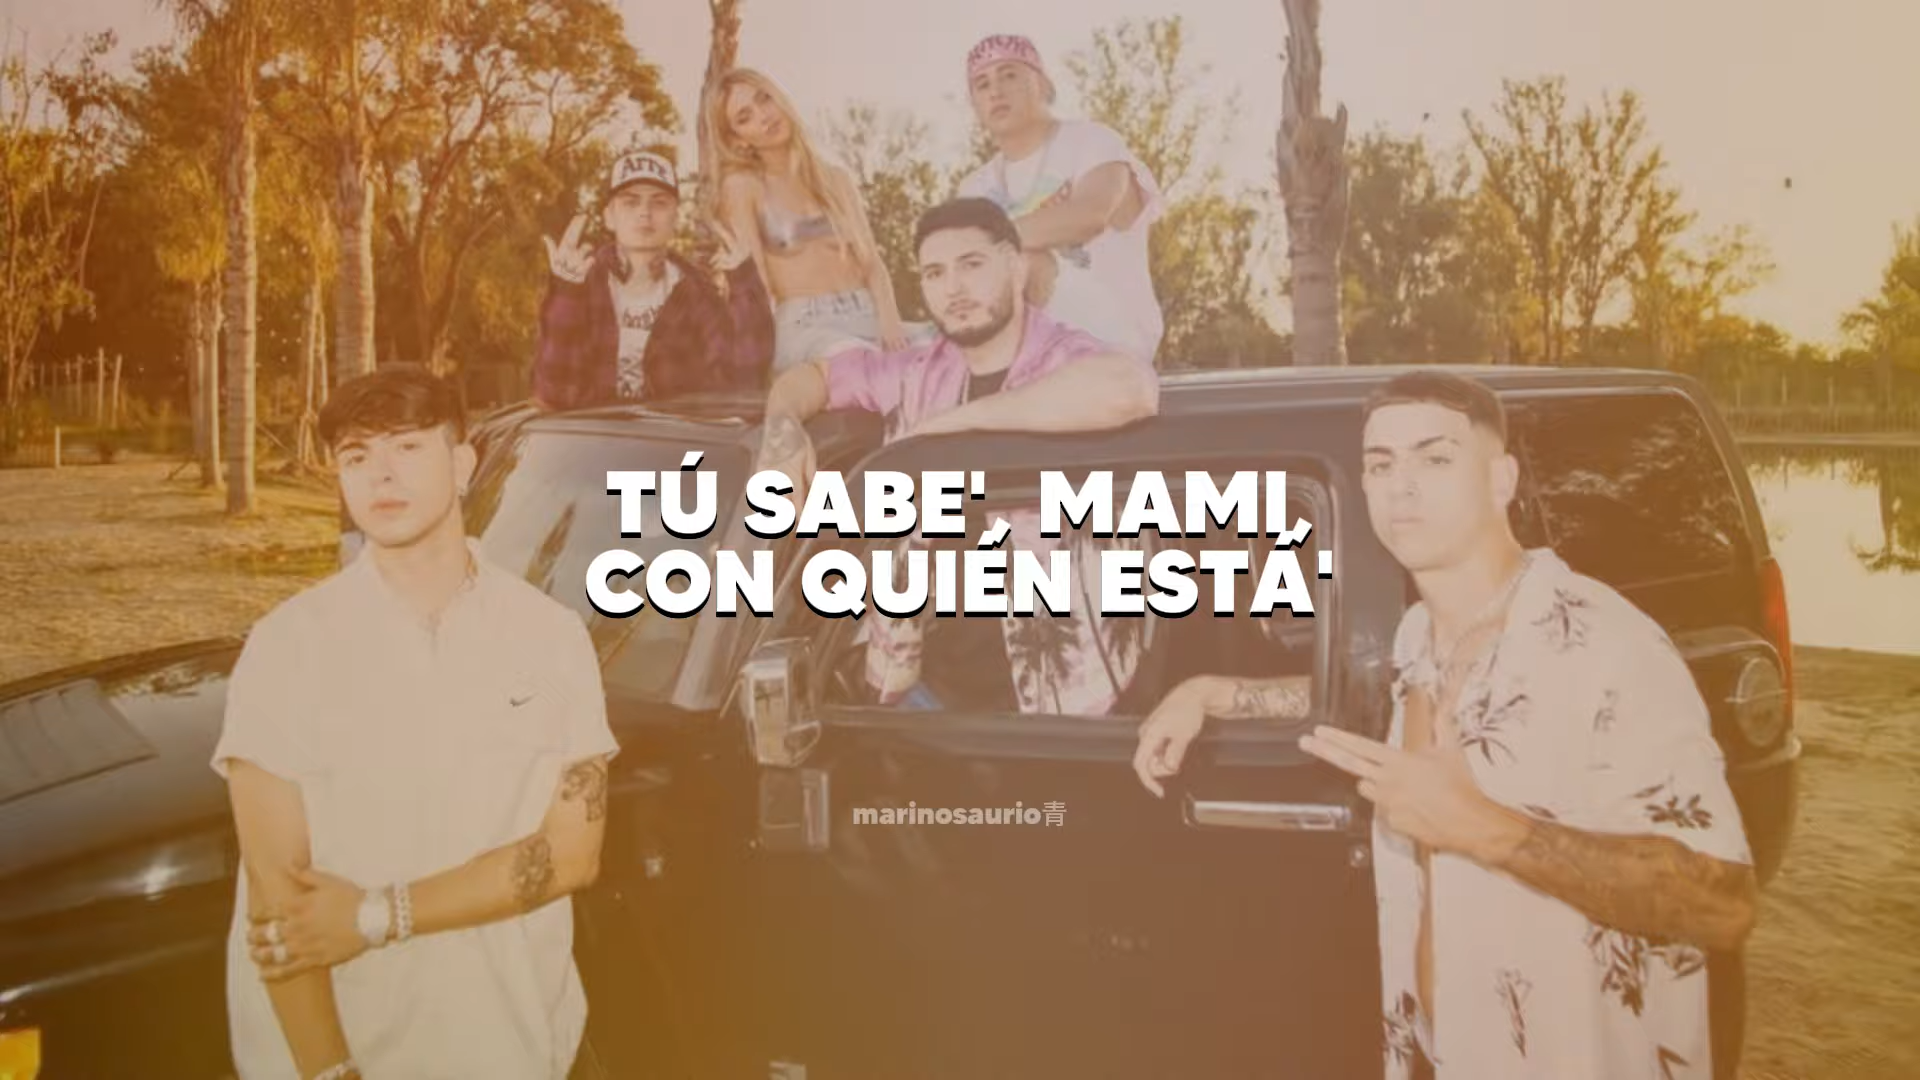 TÚ SABE', MAMI,
CON QUIÉN ESTÁ'
marinosaurio青